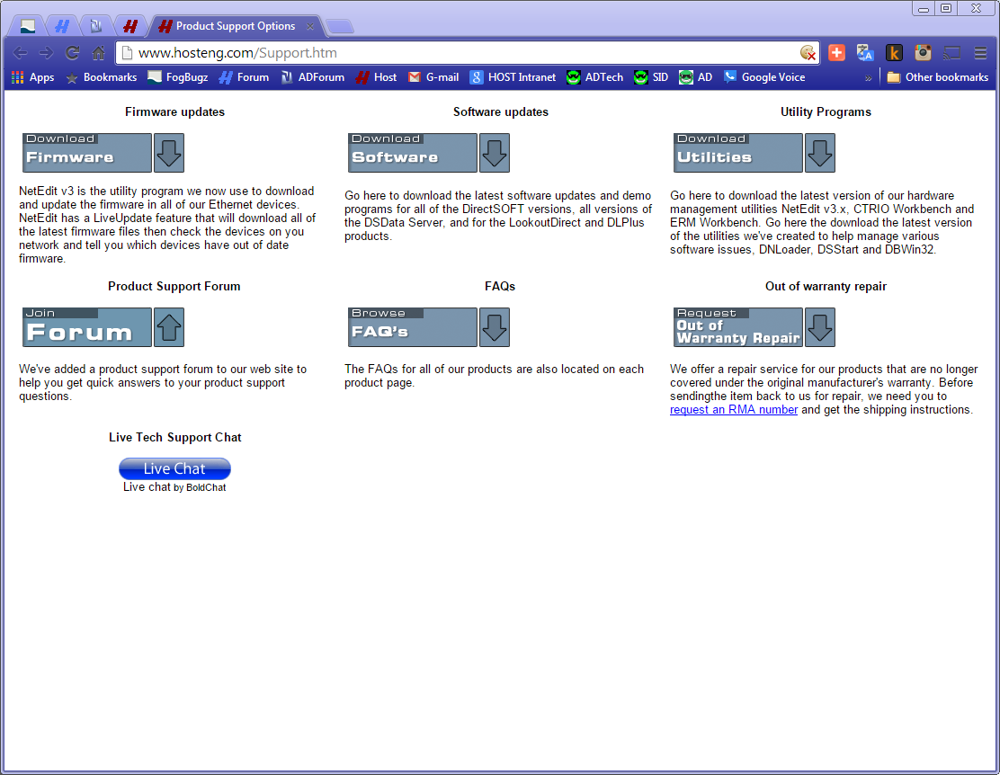 Product Support Options
www.hosteng.com/Support.htm
Apps Bookmarks FogBugz Forum ADForum Host G-mail HOST Intranet ADTech SID AD Google Voice » Other bookmarks
Firmware updates
Download
Firmware
NetEdit v3 is the utility program we now use to download
and update the firmware in all of our Ethernet devices.
NetEdit has a LiveUpdate feature that will download all of
the latest firmware files then check the devices on you
network and tell you which devices have out of date
firmware.
Software updates
Download
Software
Go here to download the latest software updates and demo
programs for all of the DirectSOFT versions, all versions of
the DSData Server, and for the LookoutDirect and DLPlus
products.
Utility Programs
Download
Utilities
Go here to download the latest version of our hardware
management utilities NetEdit v3.x, CTRIO Workbench and
ERM Workbench. Go here the download the latest version
of the utilities we've created to help manage various
software issues, DNLoader, DSStart and DBWin32.
Product Support Forum
Join
Forum
We've added a product support forum to our web site to
help you get quick answers to your product support
questions.
FAQs
Browse
FAQ's
The FAQs for all of our products are also located on each
product page.
Out of warranty repair
Request
Out of
Warranty Repair
We offer a repair service for our products that are no longer
covered under the original manufacturer's warranty. Before
sendingthe item back to us for repair, we need you to
request an RMA number and get the shipping instructions.
Live Tech Support Chat
Live Chat
Live chat by BoldChat